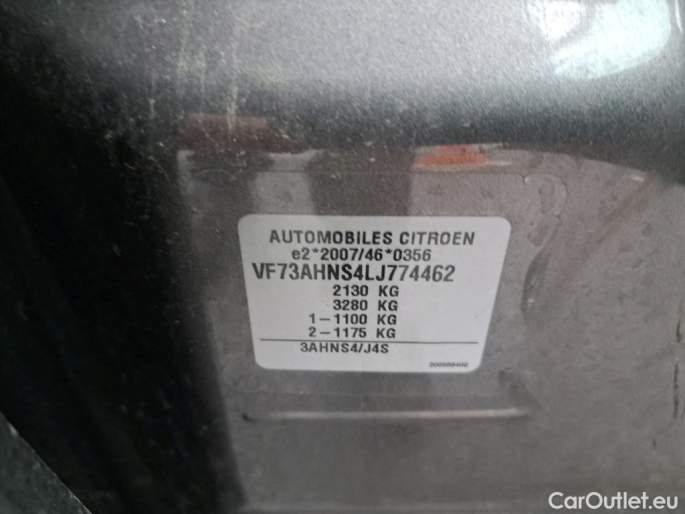 AUTOMOBILES CITROEN
e2*2007/46*0356
VF73AHNS4LJ774462
2130 KG
3280 KG
1-1100 KG
2-1175 KG
3AHNS4/J4S
CarOutlet.eu